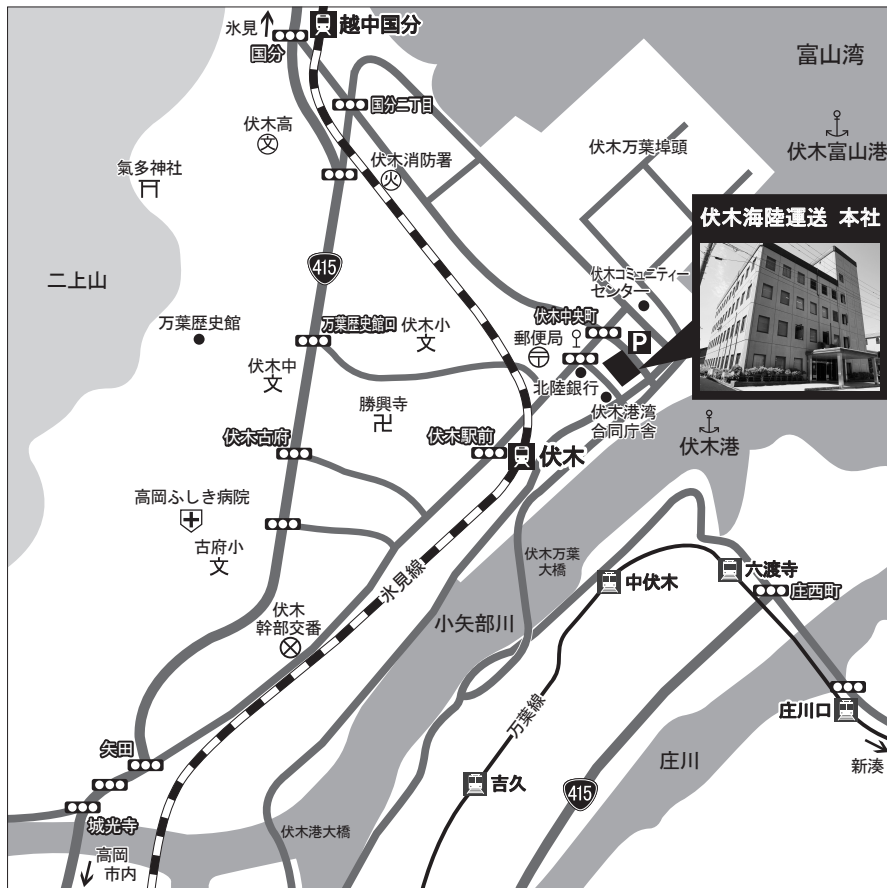 氷見
越中国分
国分
富山湾
国分二丁目
伏木高
文
伏木消防署
火
伏木万葉埠頭
伏木富山港
氣多神社
伏木海陸運送 本社
415
二上山
伏木コミュニティー
センター
万葉歴史館
万葉歴史館口
伏木小
文
伏木中央町
P
郵便局
伏木中
文
北陸銀行
勝興寺
卍
伏木港湾
合同庁舎
伏木古府
伏木駅前
伏木
伏木港
高岡ふしき病院
古府小
文
伏木万葉
大橋
中伏木
六渡寺
庄西町
氷見線
伏木
幹部交番
小矢部川
万葉線
庄川口
矢田
庄川
新湊
吉久
415
城光寺
伏木港大橋
高岡
市内